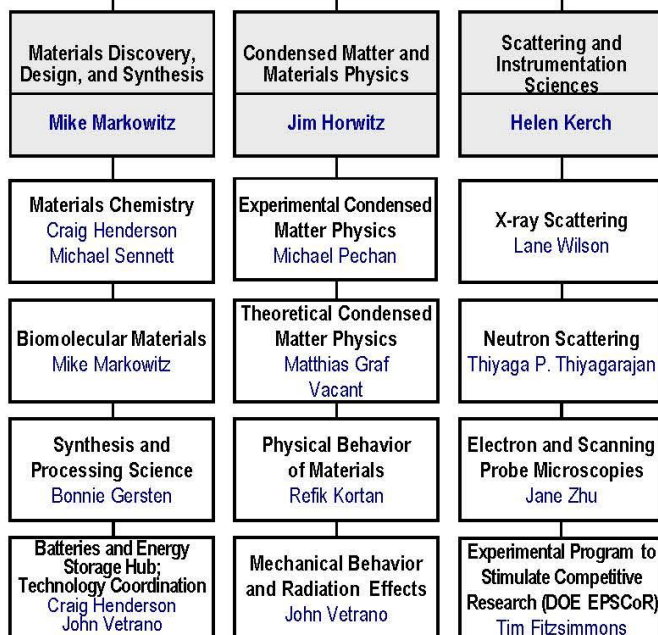 Materials Discovery,
Design, and Synthesis
Mike Markowitz
Materials Chemistry
Craig Henderson
Michael Sennett
Biomolecular Materials
Mike Markowitz
Synthesis and
Processing Science
Bonnie Gersten
Batteries and Energy
Storage Hub;
Technology Coordination
Craig Henderson
John Vetrano
Condensed Matter and
Materials Physics
Jim Horwitz
Experimental Condensed
Matter Physics
Michael Pechan
Theoretical Condensed
Matter Physics
Matthias Graf
Vacant
Physical Behavior
of Materials
Refik Kortan
Mechanical Behavior
and Radiation Effects
John Vetrano
Scattering and
Instrumentation
Sciences
Helen Kerch
X-ray Scattering
Lane Wilson
Neutron Scattering
Thiyaga P. Thiyagarajan
Electron and Scanning
Probe Microscopies
Jane Zhu
Experimental Program to
Stimulate Competitive
Research (DOE EPSCoR)
Tim Fitzsimmons